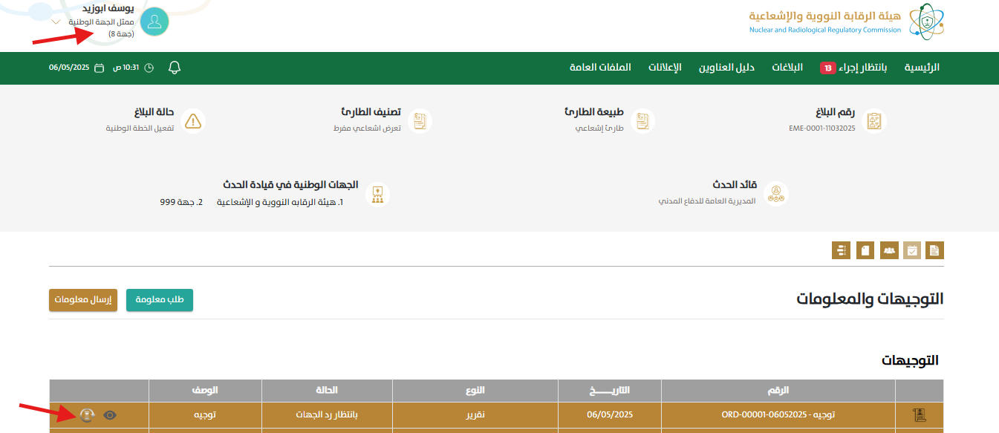 هيئة الرقابة النووية والإشعاعية
Nuclear and Radiological Regulatory Commission
يوسف ابوزيد
ممثل الجهة الوطنية
(جهة 8)
الرئيسية
بانتظار إجراء 13
البلاغات
دليل العناوين
الإعلانات
الملفات العامة
10:31 ص
06/05/2025
رقم البلاغ
EME-0001-11032025
طبيعة الطارئ
طارئ إشعاعي
تصنيف الطارئ
تعرض اشعاعي مفرط
حالة البلاغ
تفعيل الخطة الوطنية
قائد الحدث
المديرية العامة للدفاع المدني
الجهات الوطنية في قيادة الحدث
1. هيئة الرقابه النووية و الإشعاعية 2. جهة 999
التوجيهات والمعلومات
طلب معلومة
إرسال معلومات
التوجيهات
الرقم التاريـــــخ النوع الحالة الوصف
توجيه - ORD-00001-06052025 06/05/2025 تقرير بانتظار رد الجهات توجيه